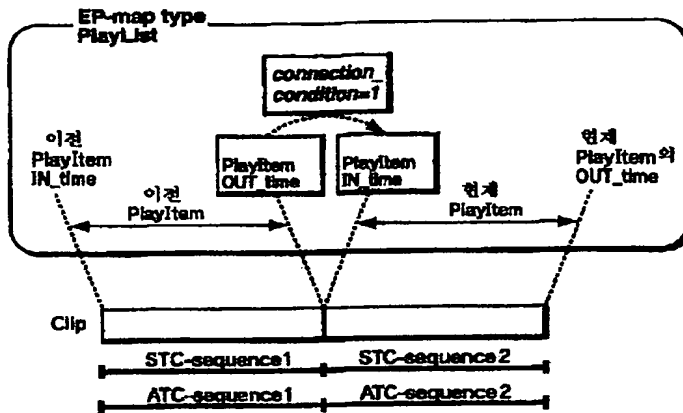 EP-map type
PlayList
connection_
condition=1
이전
PlayItem
IN_time
PlayItem
OUT_time
PlayItem
IN_time
현재
PlayItem의
OUT_time
이전
PlayItem
현재
PlayItem
Clip
STC-sequence1
STC-sequence2
ATC-sequence1
ATC-sequence2